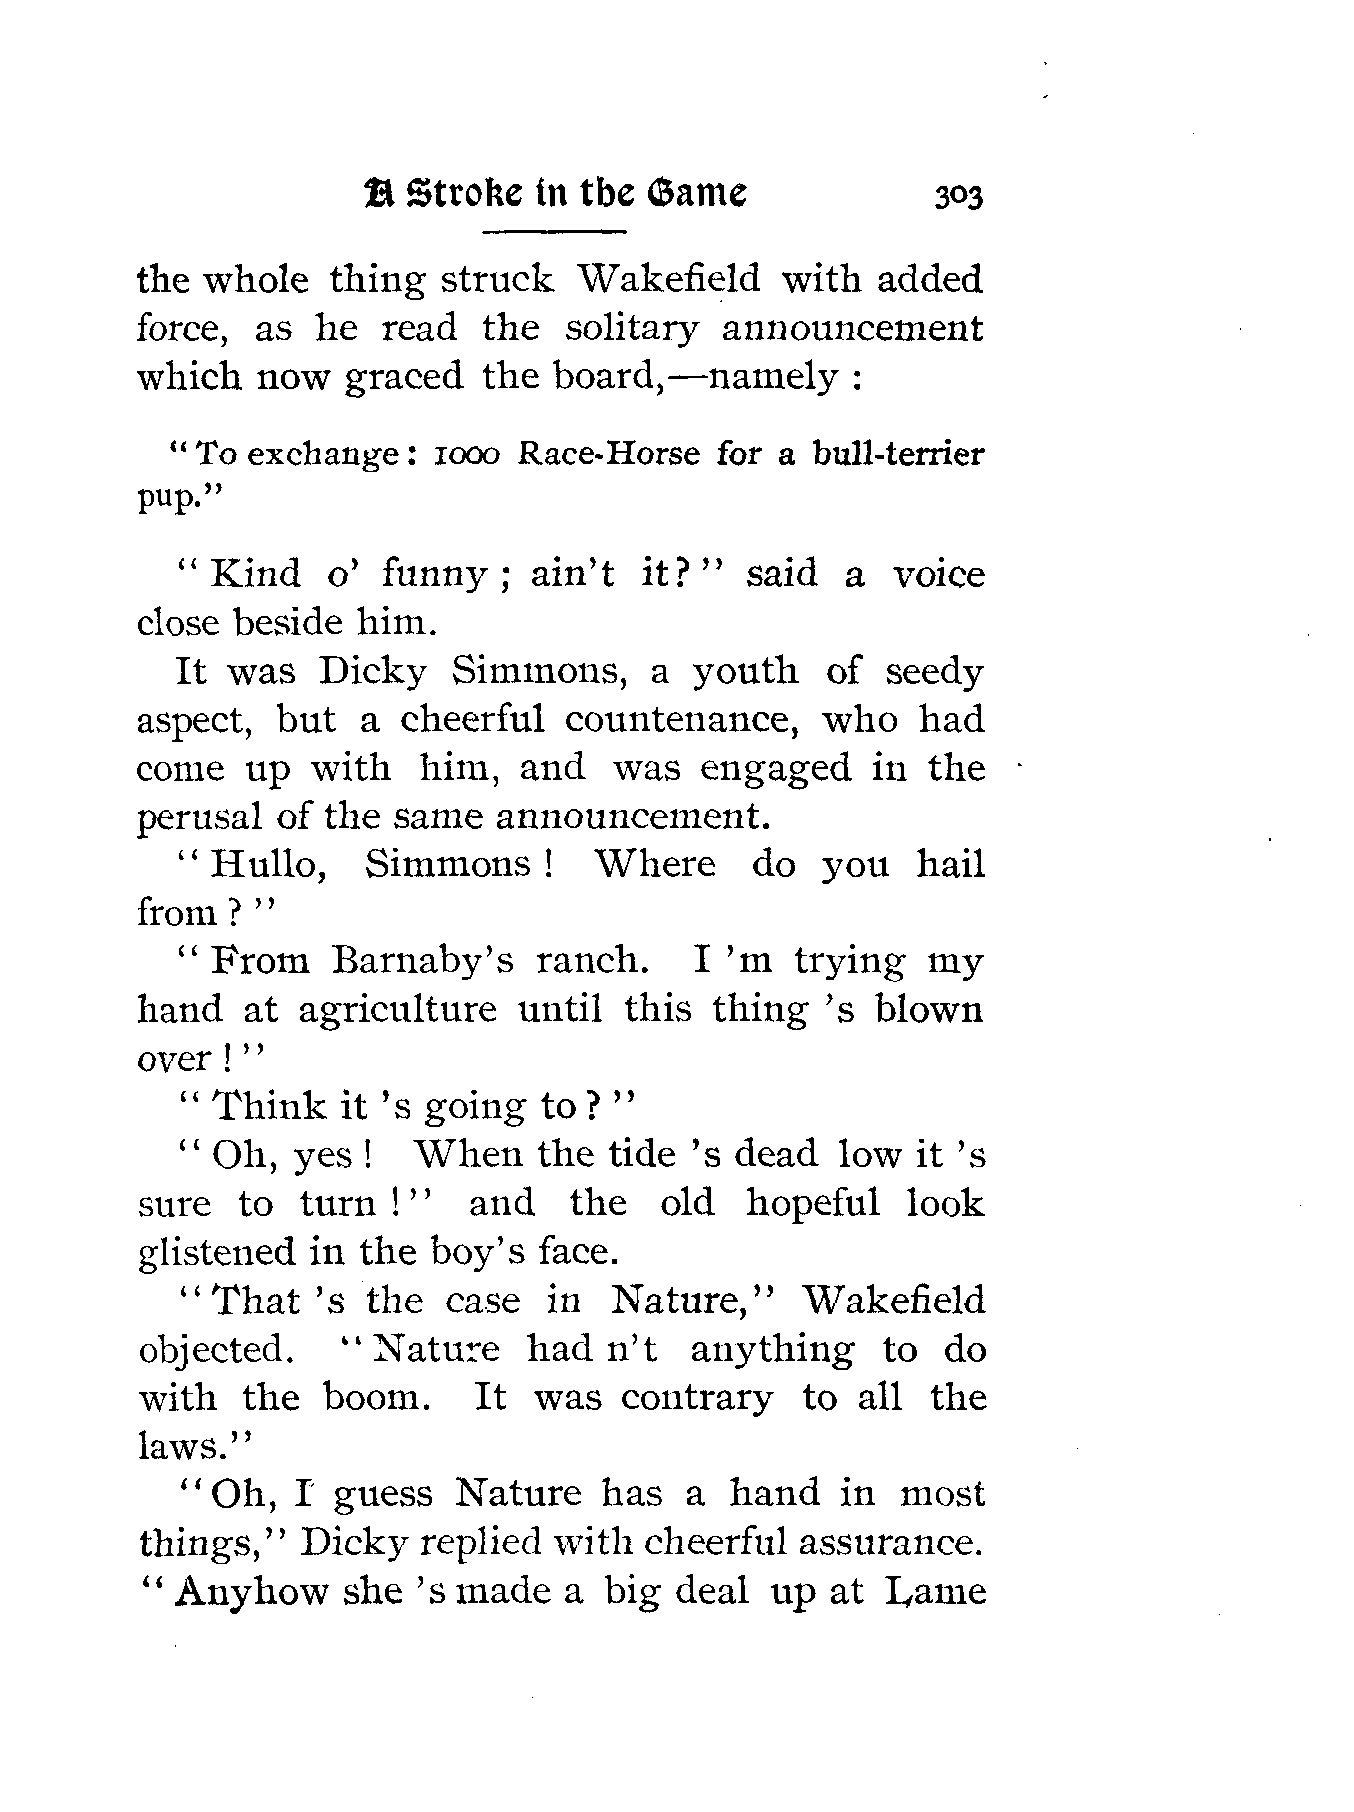 A Stroke in the Game 303
the whole thing struck Wakefield with added
force, as he read the solitary announcement
which now graced the board,—namely :
“To exchange: 1000 Race-Horse for a bull-terrier
pup.”
“ Kind o’ funny ; ain’t it? ” said a voice
close beside him.
It was Dicky Simmons, a youth of seedy
aspect, but a cheerful countenance, who had
come up with him, and was engaged in the
perusal of the same announcement.
“ Hullo, Simmons ! Where do you hail
from ? ”
“ From Barnaby’s ranch. I ’m trying my
hand at agriculture until this thing ’s blown
over ! ”
“ Think it ’s going to ? ”
“ Oh, yes ! When the tide ’s dead low it ’s
sure to turn ! ” and the old hopeful look
glistened in the boy’s face.
“ That ’s the case in Nature,” Wakefield
objected. “ Nature had n’t anything to do
with the boom. It was contrary to all the
laws.”
“ Oh, I guess Nature has a hand in most
things,” Dicky replied with cheerful assurance.
“ Anyhow she ’s made a big deal up at Lame